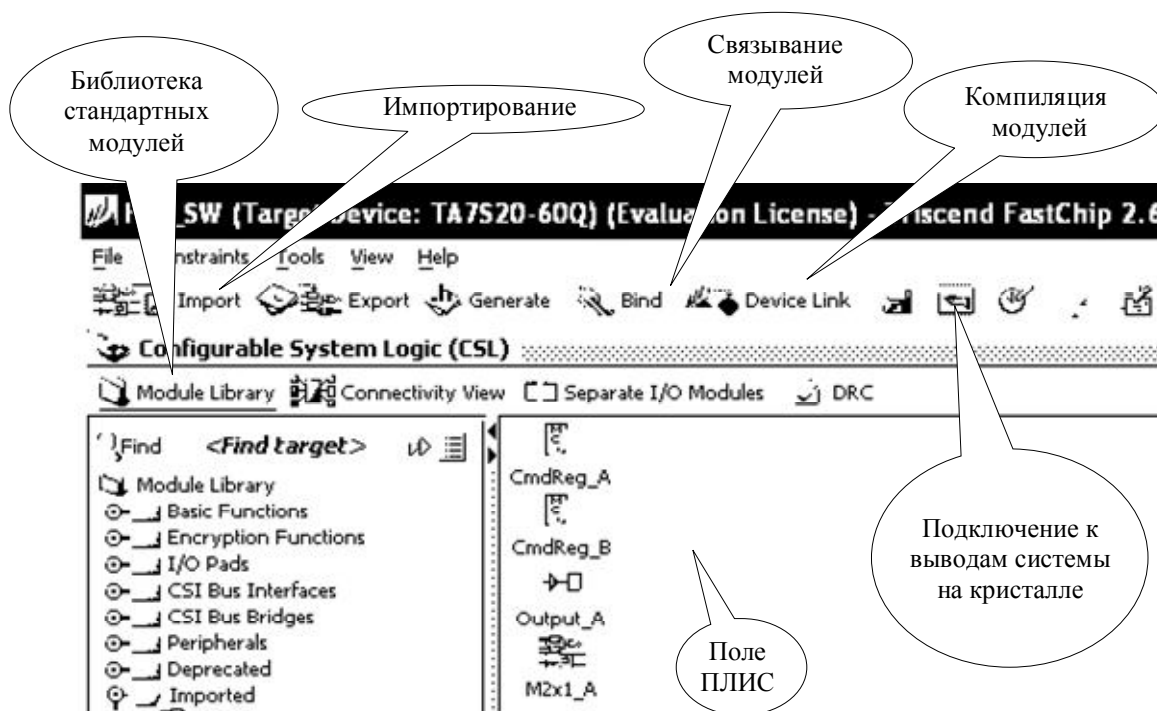 Библиотека
стандартных
модулей
Импортирование
Связывание
модулей
Компиляция
модулей
_SW (Target Device: TA7S20-60Q) (Evaluation License) - Triscend FastChip 2.6
File nstraints Tools View Help
Import Export Generate Bind Device Link
Configurable System Logic (CSL)
Module Library Connectivity View Separate I/O Modules DRC
Find <Find target>
Module Library
Basic Functions
Encryption Functions
I/O Pads
CSI Bus Interfaces
CSI Bus Bridges
Peripherals
Deprecated
Imported
CmdReg_A
CmdReg_B
Output_A
M2x1_A
Поле
ПЛИС
Подключение к
выводам системы
на кристалле